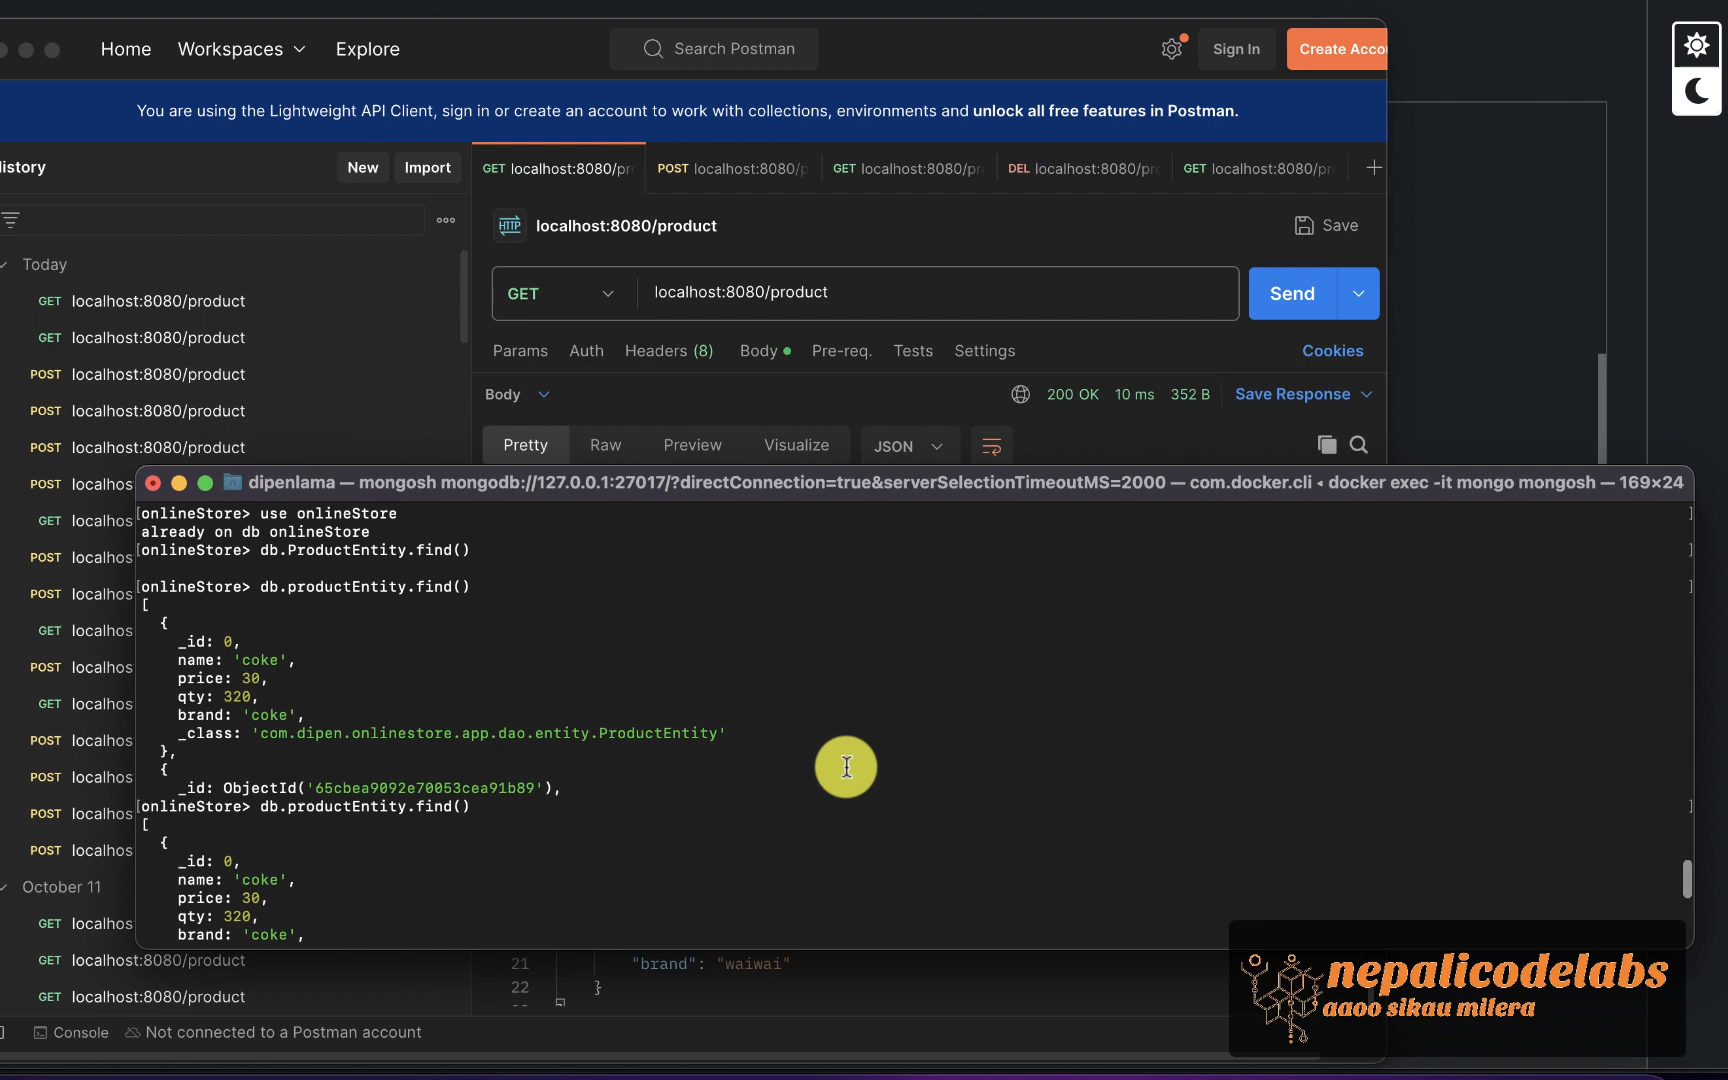 Home Workspaces Explore Search Postman Sign In Create Accou
You are using the Lightweight API Client, sign in or create an account to work with collections, environments and unlock all free features in Postman.
listory New Import
GET localhost:8080/pr POST localhost:8080/p GET localhost:8080/pr DEL localhost:8080/pr GET localhost:8080/pr
HTTP localhost:8080/product Save
GET localhost:8080/product Send
Params Auth Headers (8) Body Pre-req. Tests Settings Cookies
Body 200 OK 10 ms 352 B Save Response
Pretty Raw Preview Visualize JSON
Today
GET localhost:8080/product
GET localhost:8080/product
POST localhost:8080/product
POST localhost:8080/product
POST localhost:8080/product
POST localhos
GET localhos
POST localhos
POST localhos
GET localhos
POST localhos
GET localhos
POST localhos
POST localhos
POST localhos
POST localhos
October 11
GET localhos
GET localhost:8080/product
GET localhost:8080/product
dipenlama — mongosh mongodb://127.0.0.1:27017/?directConnection=true&serverSelectionTimeoutMS=2000 — com.docker.cli ◂ docker exec -it mongo mongosh — 169×24
[onlineStore> use onlineStore ]
already on db onlineStore
[onlineStore> db.ProductEntity.find() ]
[onlineStore> db.productEntity.find() ]
[
{
_id: 0,
name: 'coke',
price: 30,
qty: 320,
brand: 'coke',
_class: 'com.dipen.onlinestore.app.dao.entity.ProductEntity'
},
{
_id: ObjectId('65cbea9092e70053cea91b89'),
[onlineStore> db.productEntity.find() ]
[
{
_id: 0,
name: 'coke',
price: 30,
qty: 320,
brand: 'coke',
21 "brand": "waiwai"
22 }
Console Not connected to a Postman account
nepalicodelabs
aaoo sikau milera